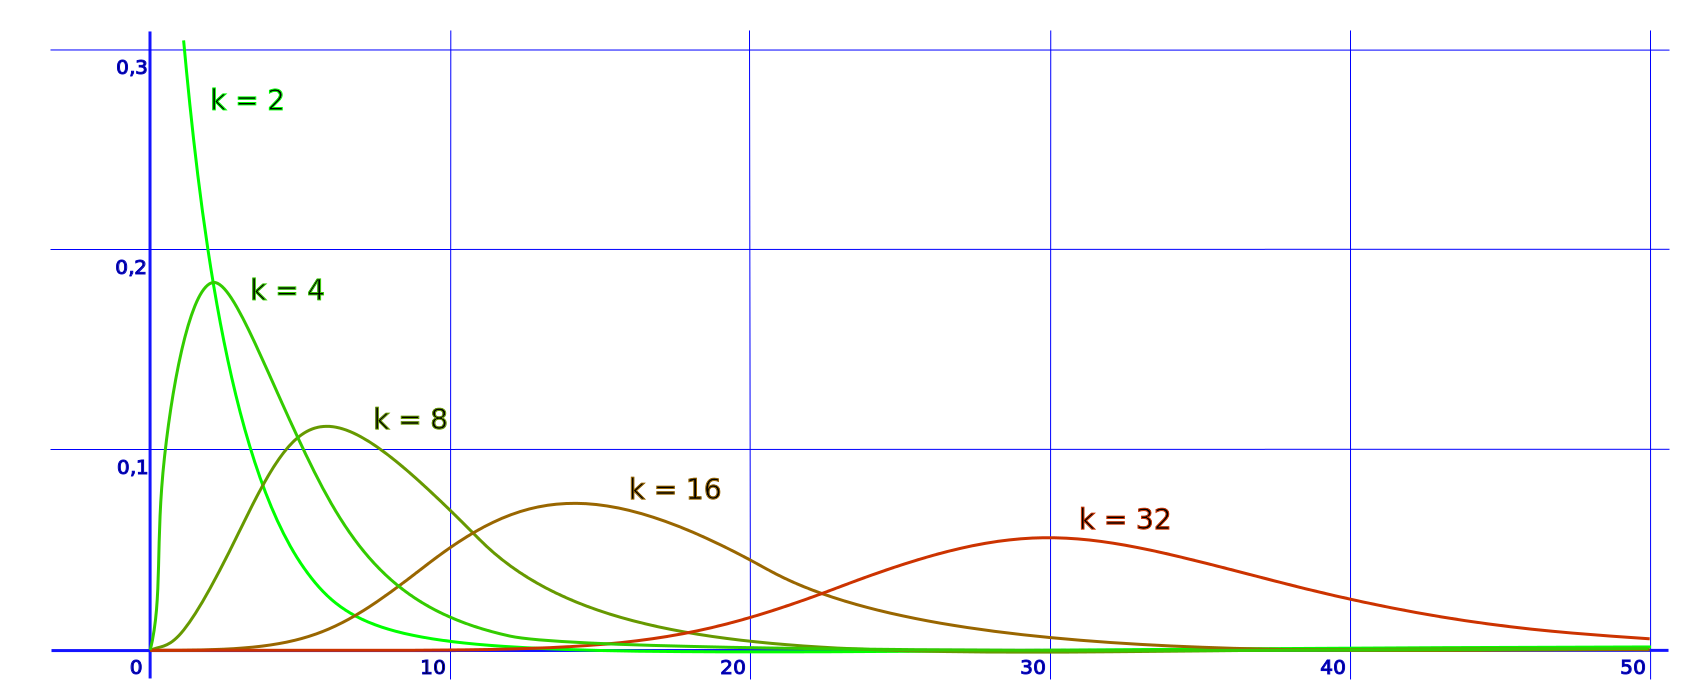 0,3
k = 2
0,2
k = 4
k = 8
0,1
k = 16
k = 32
0 10 20 30 40 50